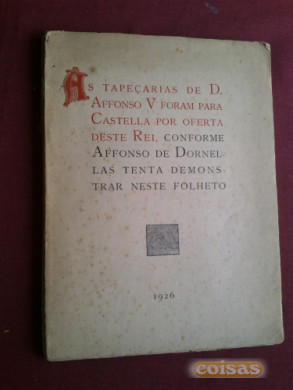 AS TAPEÇARIAS DE D.
AFFONSO V FORAM PARA
CASTELLA POR OFERTA
DESTE REI, CONFORME
AFFONSO DE DORNEL-
LAS TENTA DEMONS-
TRAR NESTE FOLHETO
1926
coisas